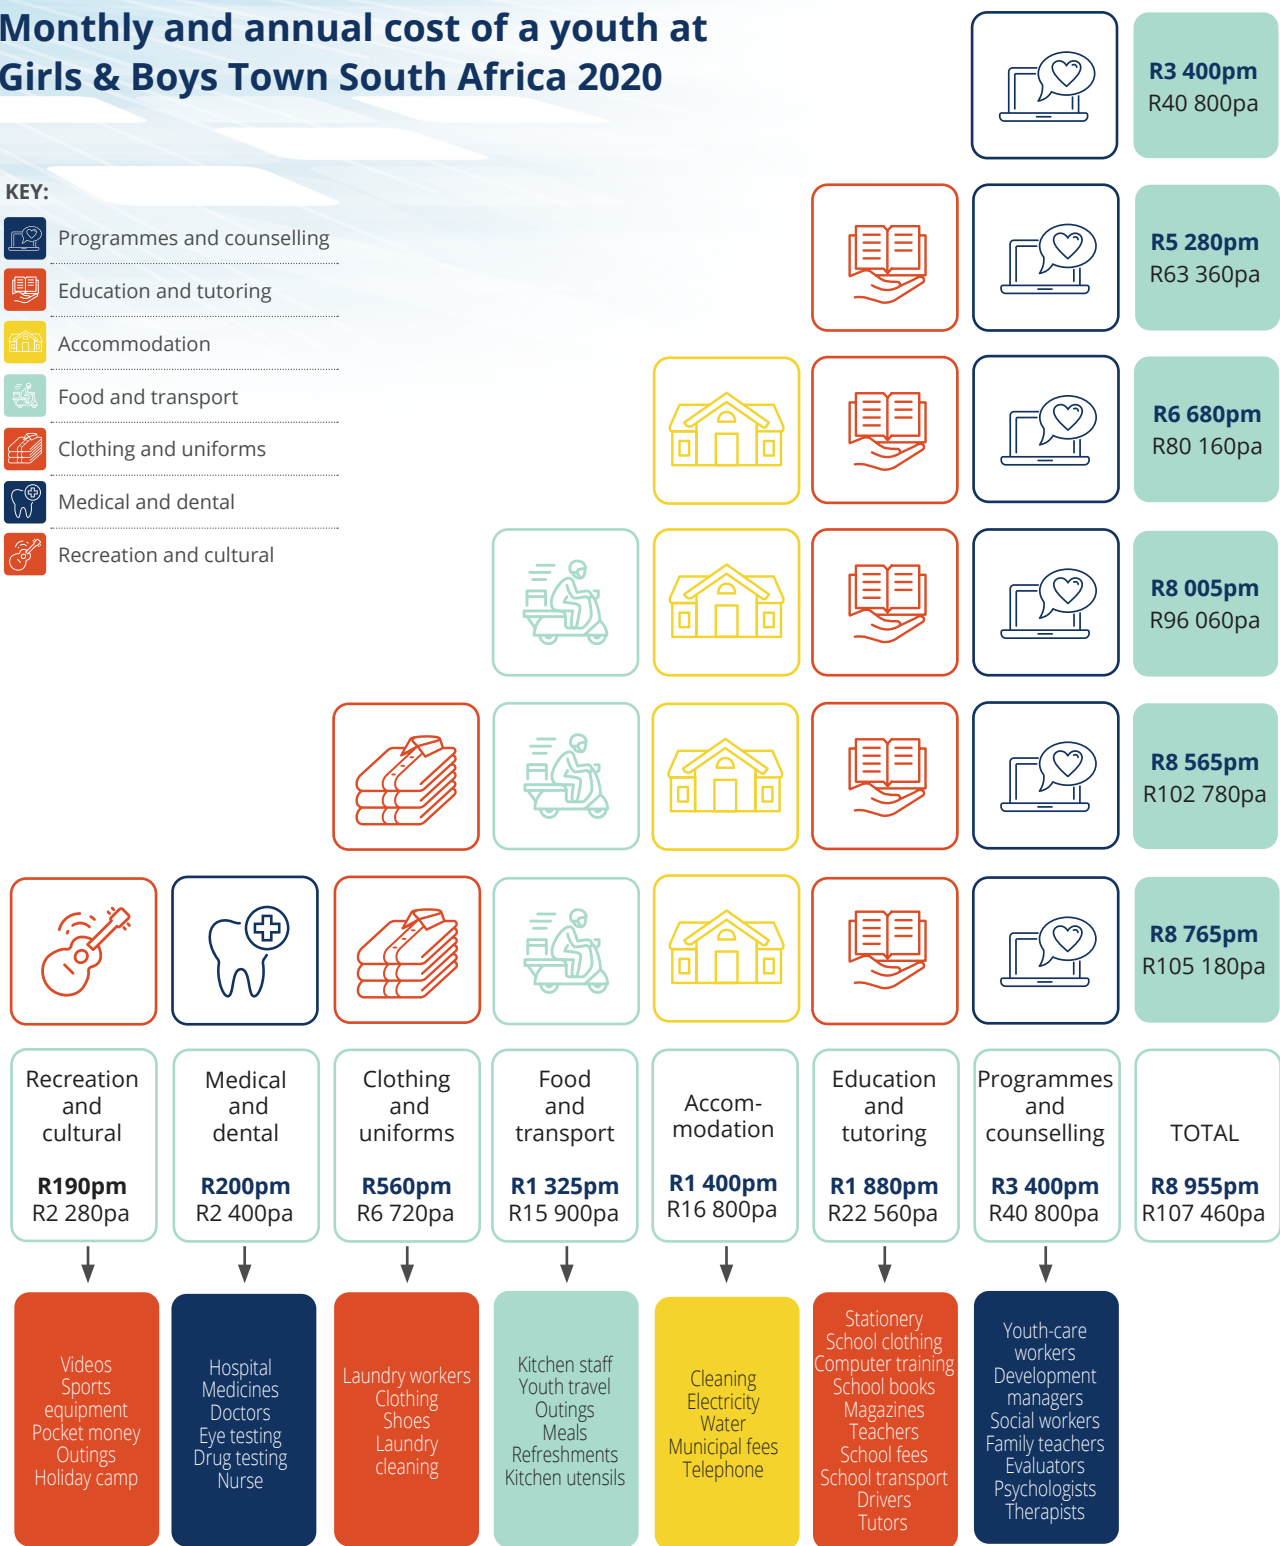 Monthly and annual cost of a youth at
Girls & Boys Town South Africa 2020
R3 400pm
R40 800pa
KEY:
Programmes and counselling
Education and tutoring
Accommodation
Food and transport
Clothing and uniforms
Medical and dental
Recreation and cultural
R5 280pm
R63 360pa
R6 680pm
R80 160pa
R8 005pm
R96 060pa
R8 565pm
R102 780pa
R8 765pm
R105 180pa
Recreation
and
cultural
R190pm
R2 280pa
Medical
and
dental
R200pm
R2 400pa
Clothing
and
uniforms
R560pm
R6 720pa
Food
and
transport
R1 325pm
R15 900pa
Accom-
modation
R1 400pm
R16 800pa
Education
and
tutoring
R1 880pm
R22 560pa
Programmes
and
counselling
R3 400pm
R40 800pa
TOTAL
R8 955pm
R107 460pa
Videos
Sports
equipment
Pocket money
Outings
Holiday camp
Hospital
Medicines
Doctors
Eye testing
Drug testing
Nurse
Laundry workers
Clothing
Shoes
Laundry
cleaning
Kitchen staff
Youth travel
Outings
Meals
Refreshments
Kitchen utensils
Cleaning
Electricity
Water
Municipal fees
Telephone
Stationery
School clothing
Computer training
School books
Magazines
Teachers
School fees
School transport
Drivers
Tutors
Youth-care
workers
Development
managers
Social workers
Family teachers
Evaluators
Psychologists
Therapists